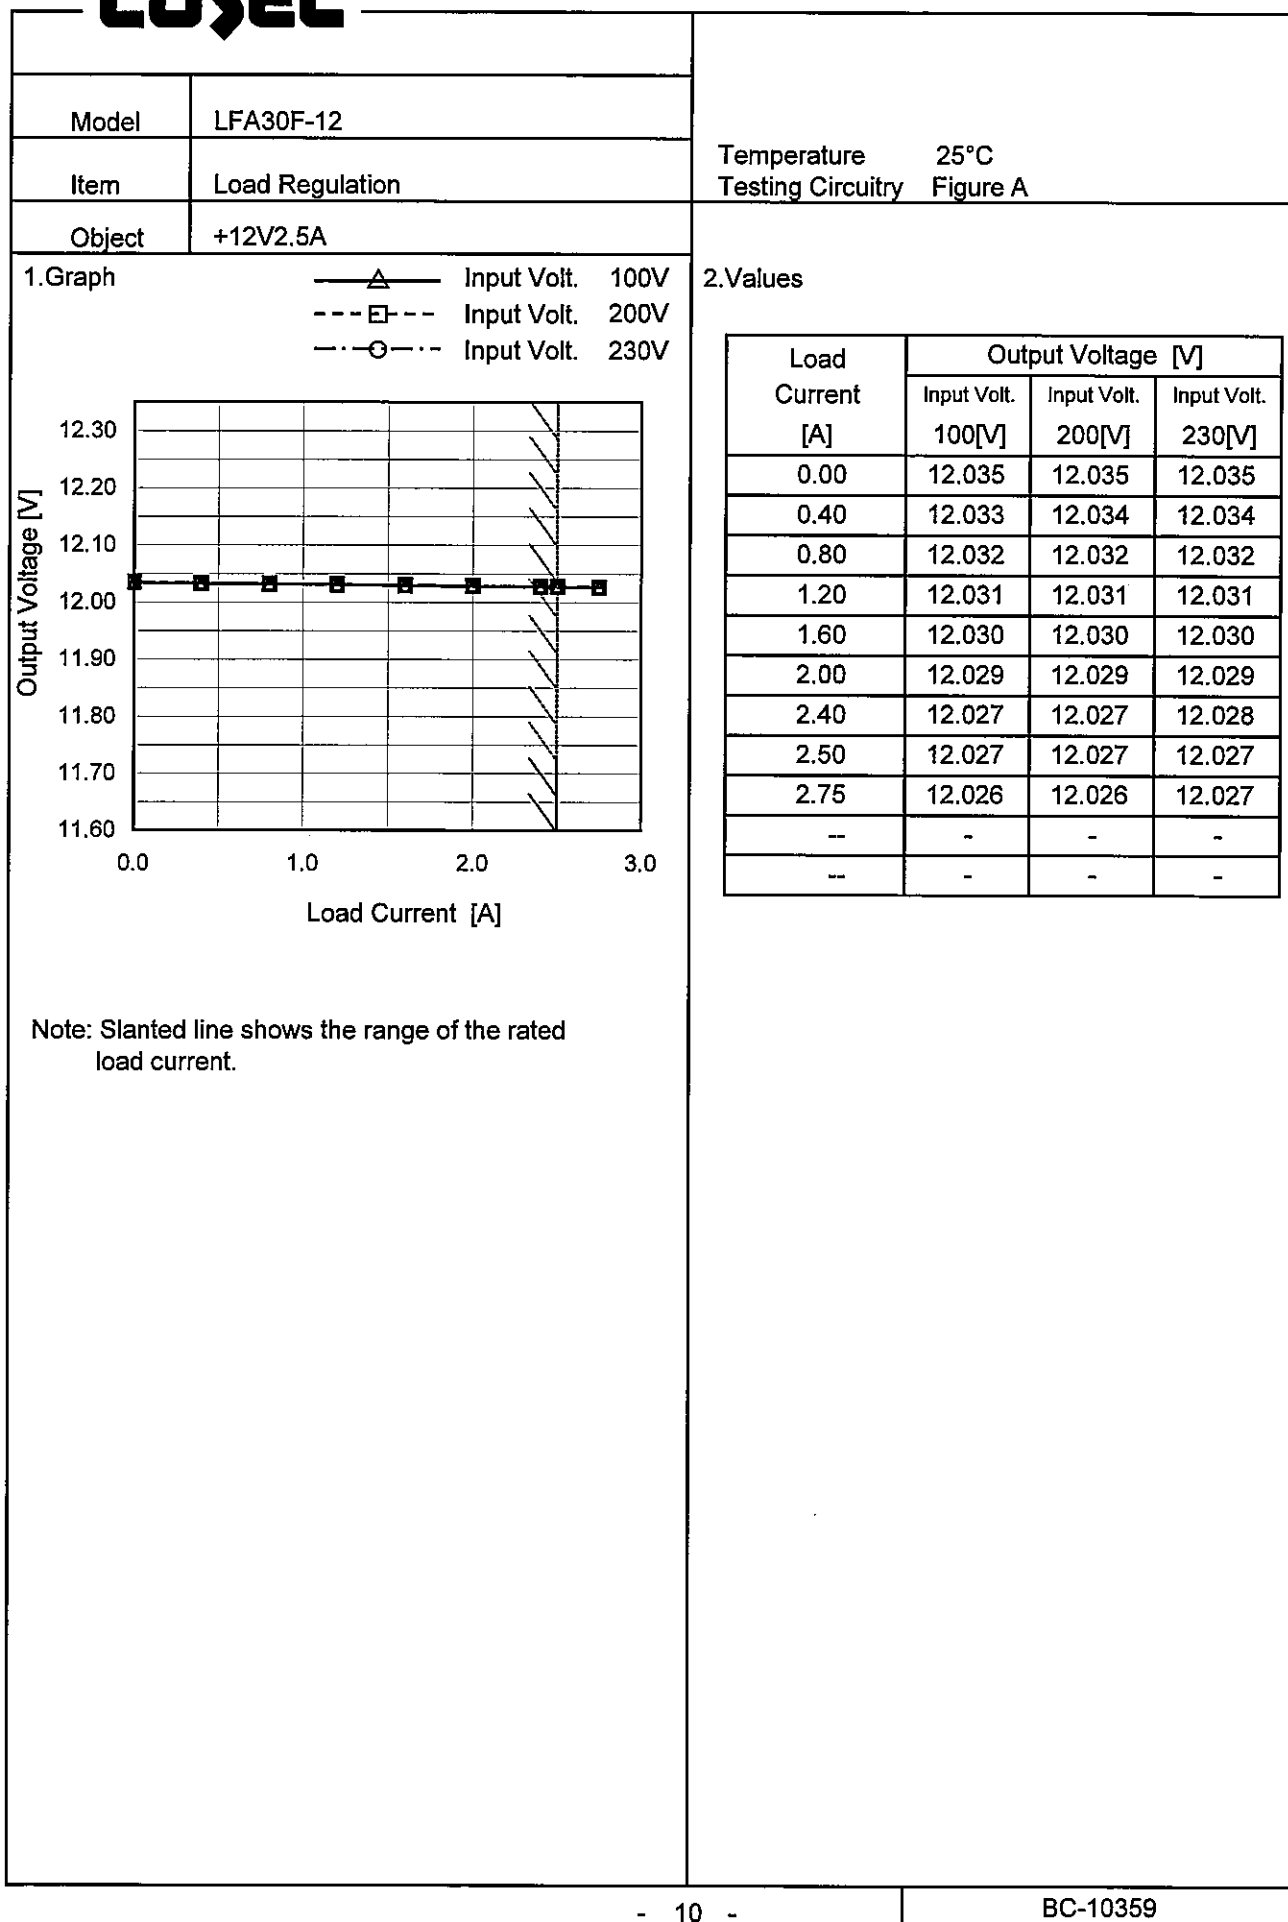 COSEL
Model LFA30F-12
Item Load Regulation
Object +12V2.5A
Temperature 25°C
Testing Circuitry Figure A
1.Graph
Input Volt. 100V
Input Volt. 200V
Input Volt. 230V
Output Voltage [V]
12.30
12.20
12.10
12.00
11.90
11.80
11.70
11.60
0.0 1.0 2.0 3.0
Load Current [A]
Note: Slanted line shows the range of the rated
load current.
2.Values
Load Output Voltage [V]
Current Input Volt. Input Volt. Input Volt.
[A] 100[V] 200[V] 230[V]
0.00 12.035 12.035 12.035
0.40 12.033 12.034 12.034
0.80 12.032 12.032 12.032
1.20 12.031 12.031 12.031
1.60 12.030 12.030 12.030
2.00 12.029 12.029 12.029
2.40 12.027 12.027 12.028
2.50 12.027 12.027 12.027
2.75 12.026 12.026 12.027
-- - - -
-- - - -
- 10 - BC-10359